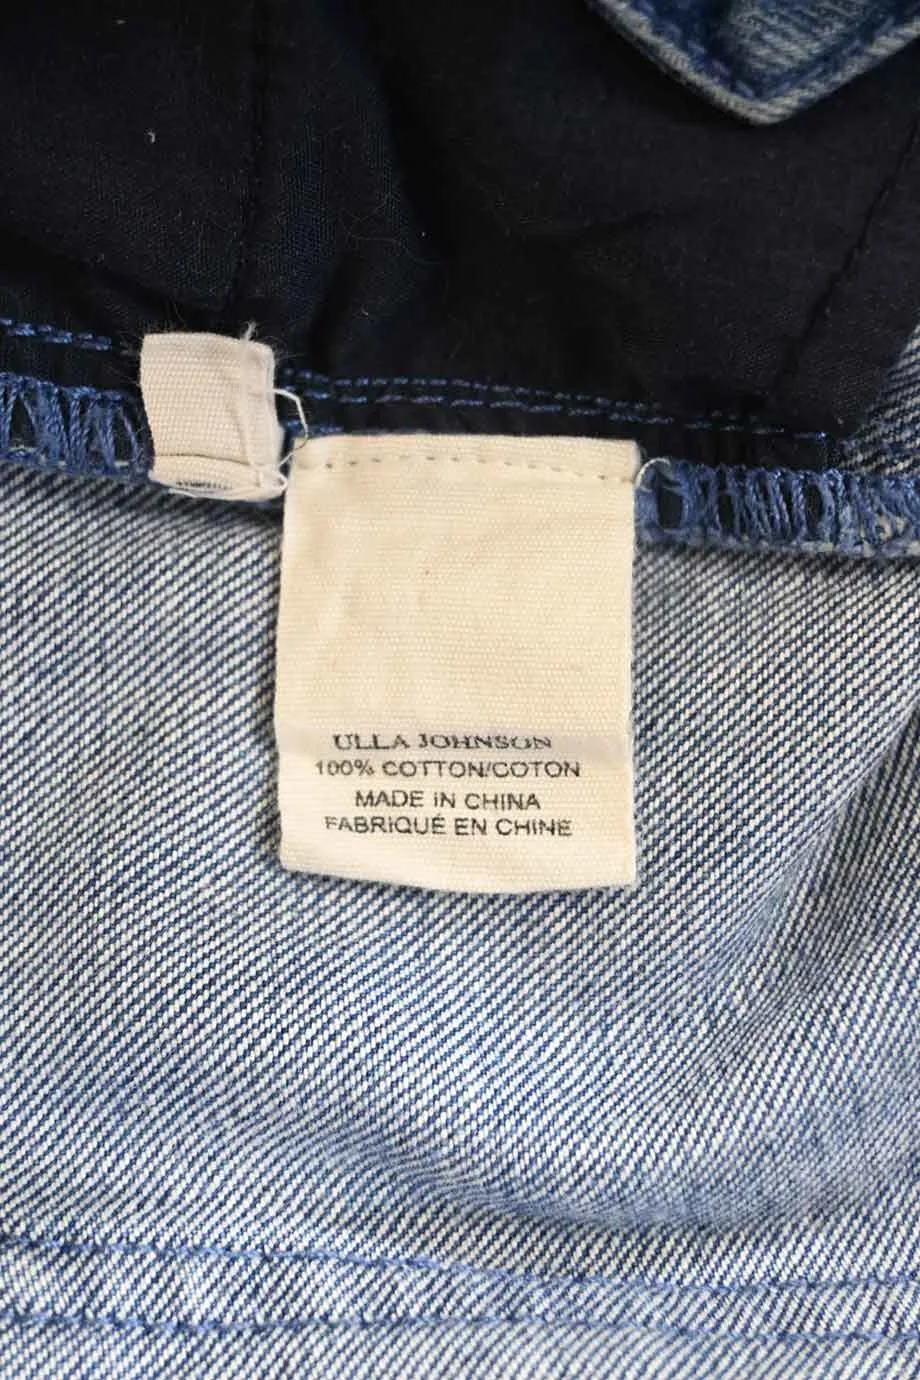 ULLA JOHNSON
100% COTTON/COTON
MADE IN CHINA
FABRIQUÉ EN CHINE